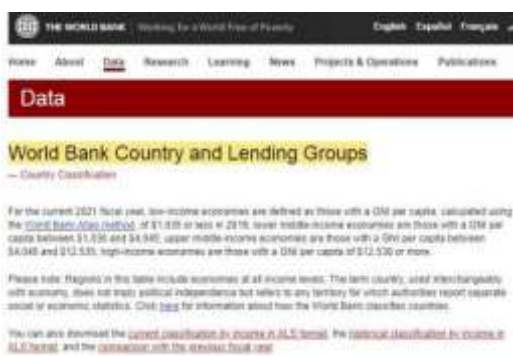 THE WORLD BANK Working for a World Free of Poverty English Español Français
Home About Data Research Learning News Projects & Operations Publications
Data
World Bank Country and Lending Groups
— Country Classification
For the current 2021 fiscal year, low-income economies are defined as those with a GNI per capita, calculated using
the World Bank Atlas method, of $1,035 or less in 2019; lower middle-income economies are those with a GNI per
capita between $1,036 and $4,045; upper middle-income economies are those with a GNI per capita between
$4,046 and $12,535; high-income economies are those with a GNI per capita of $12,536 or more.
Please note: Regions in this table include economies at all income levels. The term country, used interchangeably
with economy, does not imply political independence but refers to any territory for which authorities report separate
social or economic statistics. Click here for information about how the World Bank classifies countries.
You can also download the current classification by income in XLS format, the historical classification by income in
XLS format, and the comparison with the previous fiscal year.